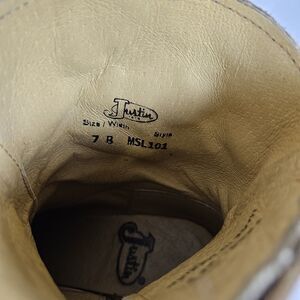 Justin
Size / Width Style
7 B MSL101
Justin
®